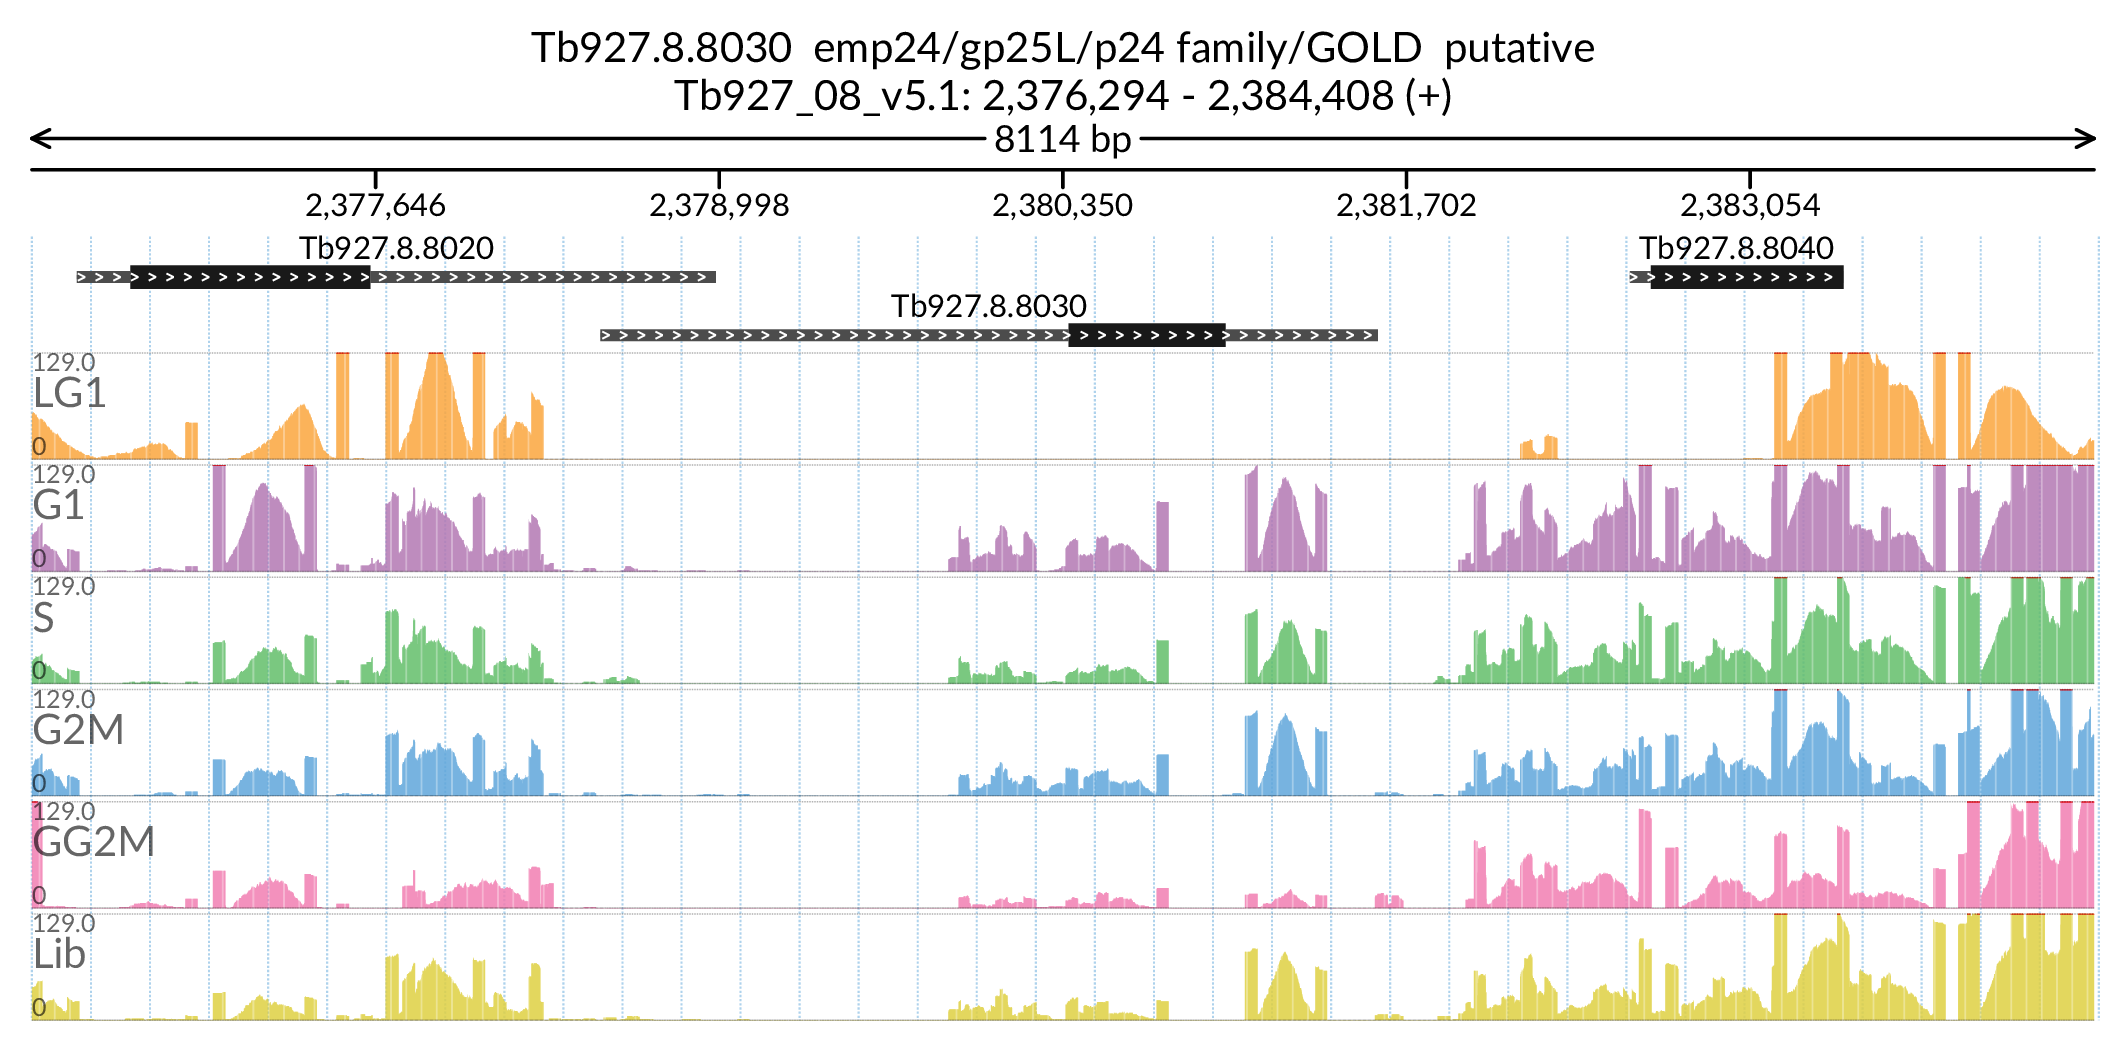 Tb927.8.8030 emp24/gp25L/p24 family/GOLD putative
Tb927_08_v5.1: 2,376,294 - 2,384,408 (+)
8114 bp
2,377,646 2,378,998 2,380,350 2,381,702 2,383,054
Tb927.8.8020 Tb927.8.8040
Tb927.8.8030
129.0
LG1
0
129.0
G1
0
129.0
S
0
129.0
G2M
0
129.0
GG2M
0
129.0
Lib
0